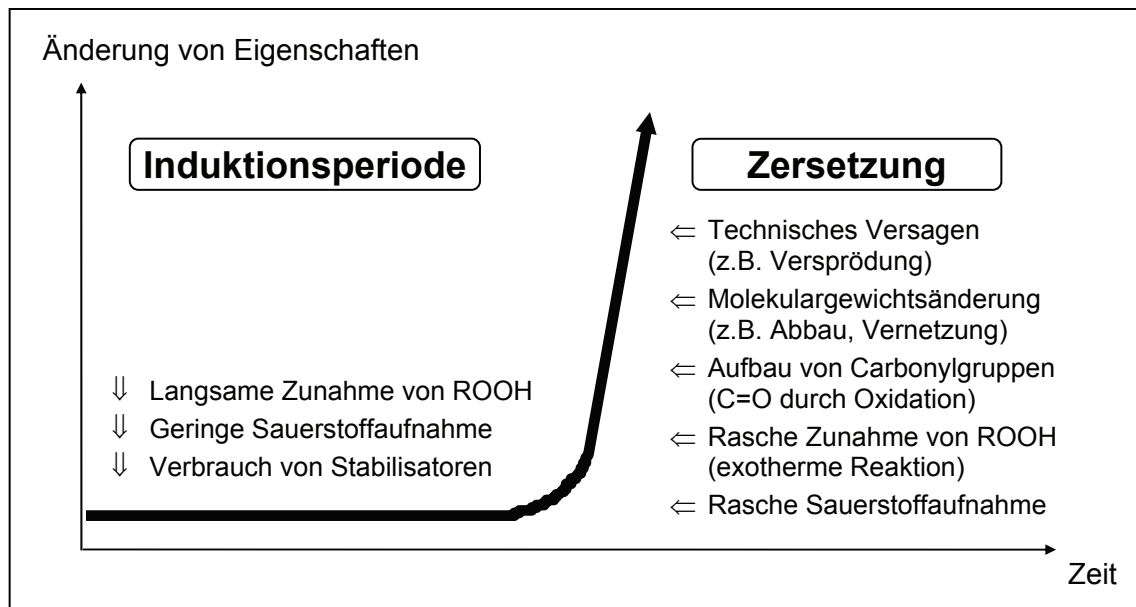 Änderung von Eigenschaften
Induktionsperiode
⇓ Langsame Zunahme von ROOH
⇓ Geringe Sauerstoffaufnahme
⇓ Verbrauch von Stabilisatoren
Zersetzung
⇐ Technisches Versagen
(z.B. Versprödung)
⇐ Molekulargewichtsänderung
(z.B. Abbau, Vernetzung)
⇐ Aufbau von Carbonylgruppen
(C=O durch Oxidation)
⇐ Rasche Zunahme von ROOH
(exotherme Reaktion)
⇐ Rasche Sauerstoffaufnahme
Zeit